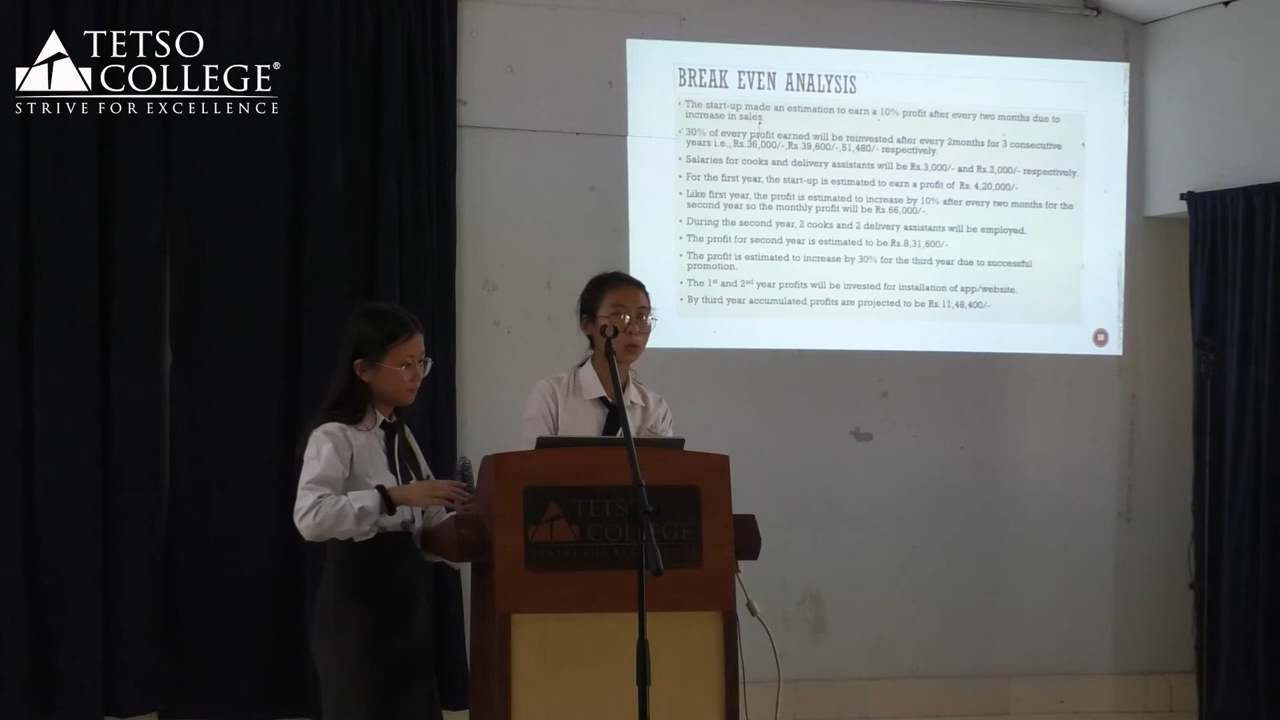 TETSO
COLLEGE®
STRIVE FOR EXCELLENCE
BREAK EVEN ANALYSIS
• The start-up made an estimation to earn a 10% profit after every two months due to
increase in sales.
• 30% of every profit earned will be reinvested after every 2months for 3 consecutive
years i.e., Rs.36,000/-,Rs.39,600/-,51,480/- respectively.
• Salaries for cooks and delivery assistants will be Rs.3,000/- and Rs.2,000/- respectively.
• For the first year, the start-up is estimated to earn a profit of Rs. 4,20,000/-
• Like first year, the profit is estimated to increase by 10% after every two months for the
second year so the monthly profit will be Rs.66,000/-.
• During the second year, 2 cooks and 2 delivery assistants will be employed.
• The profit for second year is estimated to be Rs.8,31,600/-
• The profit is estimated to increase by 30% for the third year due to successful
promotion.
• The 1st and 2nd year profits will be invested for installation of app/website.
• By third year accumulated profits are projected to be Rs.11,48,400/-
TETSO
COLLEGE
STRIVE FOR EXCELLENCE